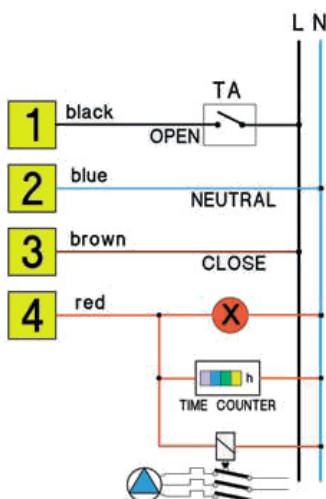 L N
TA
1 black
OPEN
2 blue
NEUTRAL
3 brown
CLOSE
4 red
X
h
TIME COUNTER